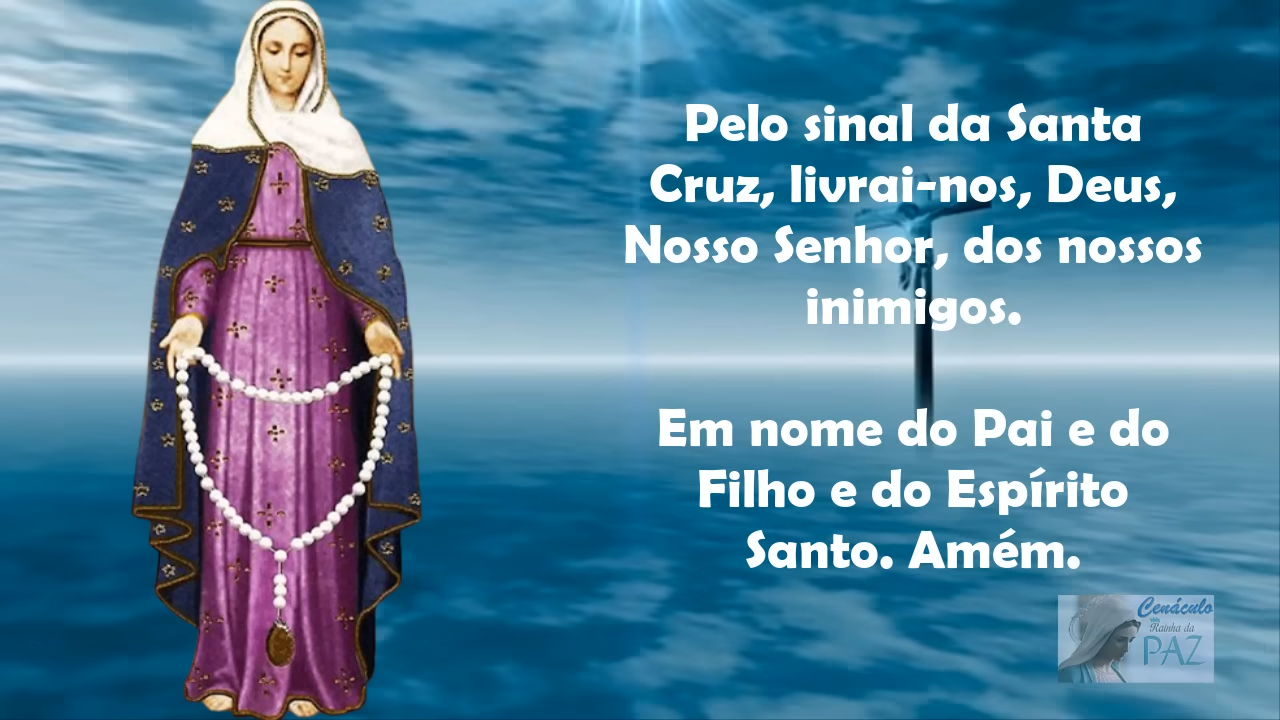 Pelo sinal da Santa
Cruz, livrai-nos, Deus,
Nosso Senhor, dos nossos
inimigos.
Em nome do Pai e do
Filho e do Espírito
Santo. Amém.
Cenáculo
Rainha da
PAZ